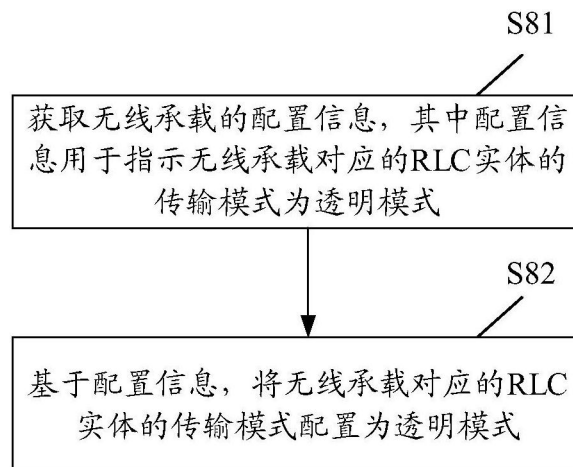 S81
获取无线承载的配置信息，其中配置信
息用于指示无线承载对应的RLC实体的
传输模式为透明模式
S82
基于配置信息，将无线承载对应的RLC
实体的传输模式配置为透明模式